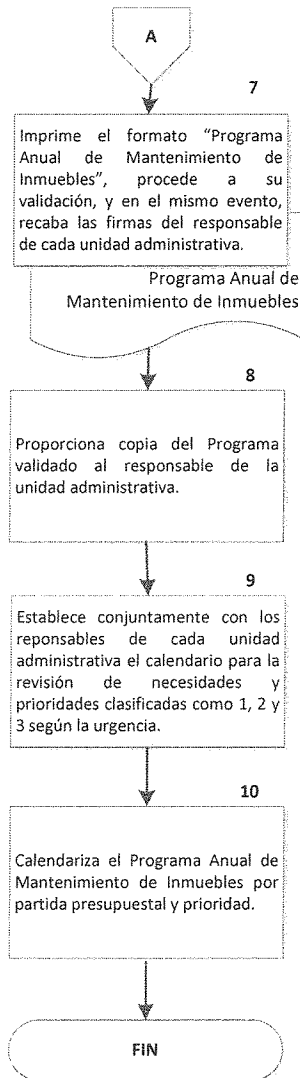 A
7
Imprime el formato “Programa
Anual de Mantenimiento de
Inmuebles”, procede a su
validación, y en el mismo evento,
recaba las firmas del responsable
de cada unidad administrativa.
Programa Anual de
Mantenimiento de Inmuebles
8
Proporciona copia del Programa
validado al responsable de la
unidad administrativa.
9
Establece conjuntamente con los
reponsables de cada unidad
administrativa el calendario para la
revisión de necesidades y
prioridades clasificadas como 1, 2 y
3 según la urgencia.
10
Calendariza el Programa Anual de
Mantenimiento de Inmuebles por
partida presupuestal y prioridad.
FIN